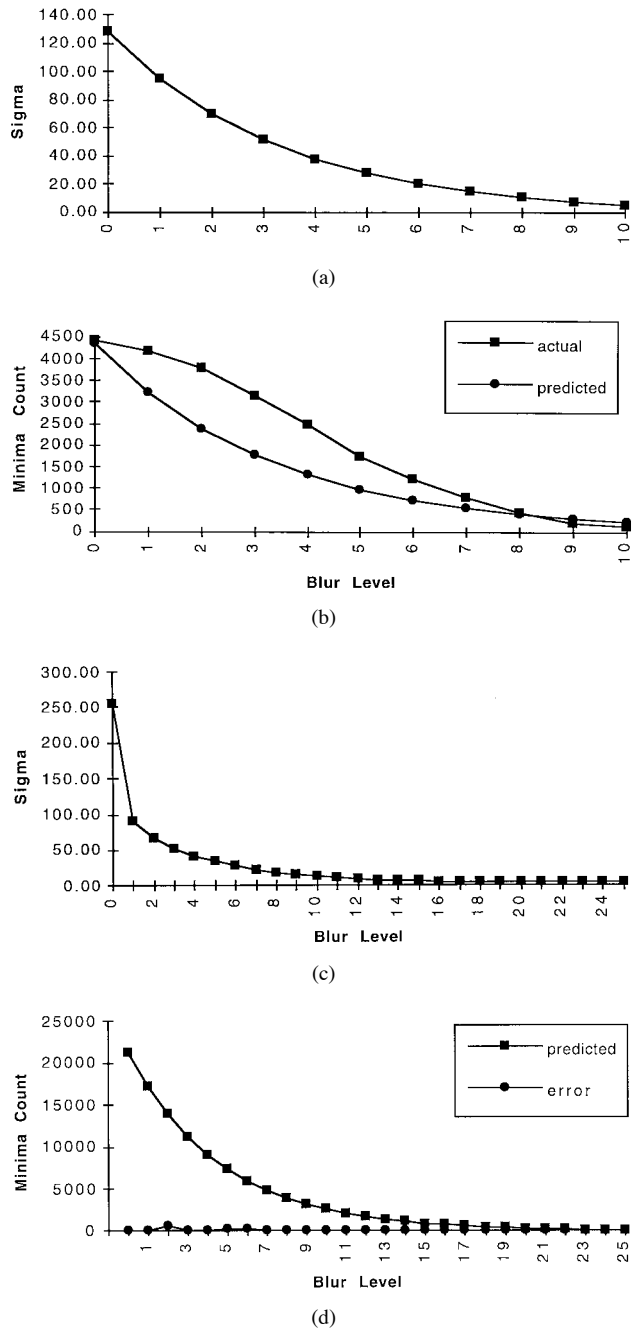 140.00
120.00
100.00
80.00
60.00
40.00
20.00
0.00
Sigma
0 1 2 3 4 5 6 7 8 9 10
(a)
4500
4000
3500
3000
2500
2000
1500
1000
500
0
Minima Count
actual
predicted
0 1 2 3 4 5 6 7 8 9 10
Blur Level
(b)
300.00
250.00
200.00
150.00
100.00
50.00
0.00
Sigma
0 2 4 6 8 10 12 14 16 18 20 22 24
Blur Level
(c)
25000
20000
15000
10000
5000
0
Minima Count
predicted
error
1 3 5 7 9 11 13 15 17 19 21 23 25
Blur Level
(d)